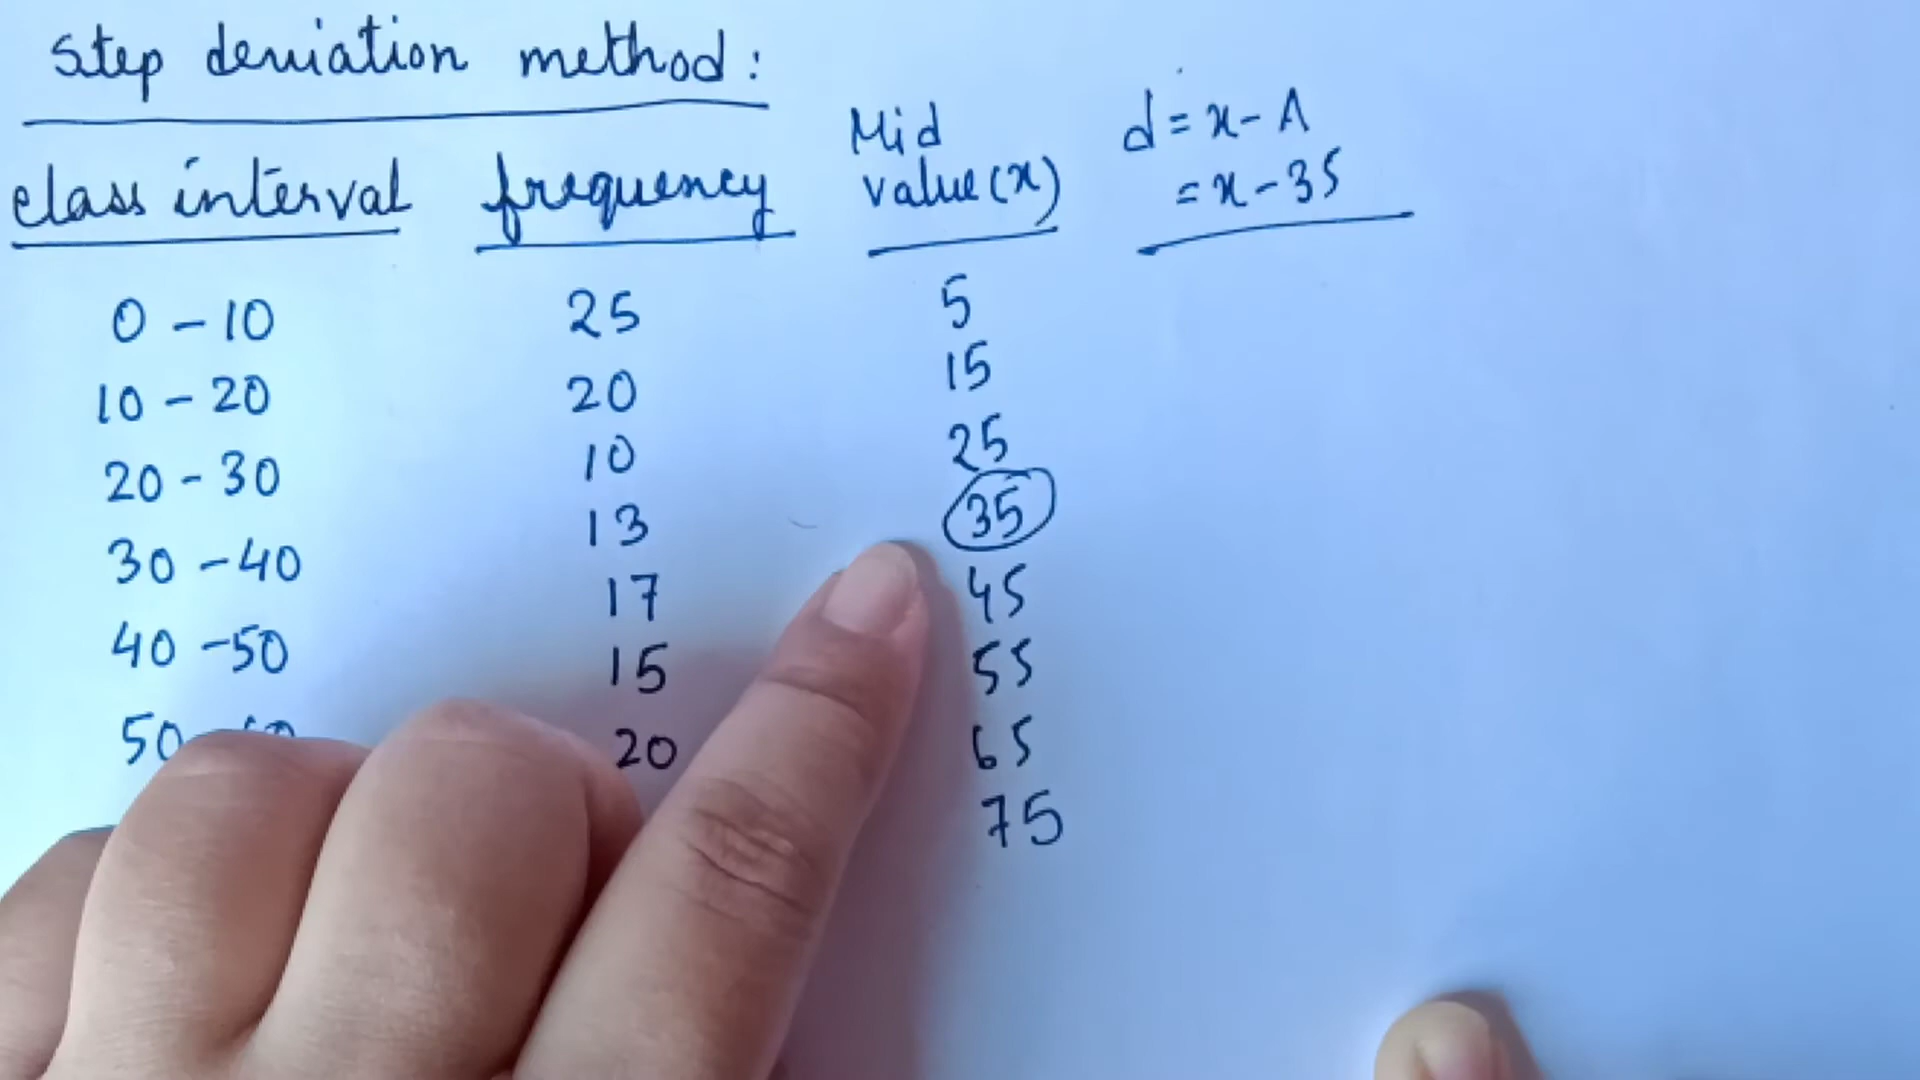 Step deviation method:
class interval frequency Mid value (x) d = x - A
= x - 35
0 - 10 25 5
10 - 20 20 15
20 - 30 10 25
30 - 40 13 35
40 - 50 17 45
50 15 55
20 65
75